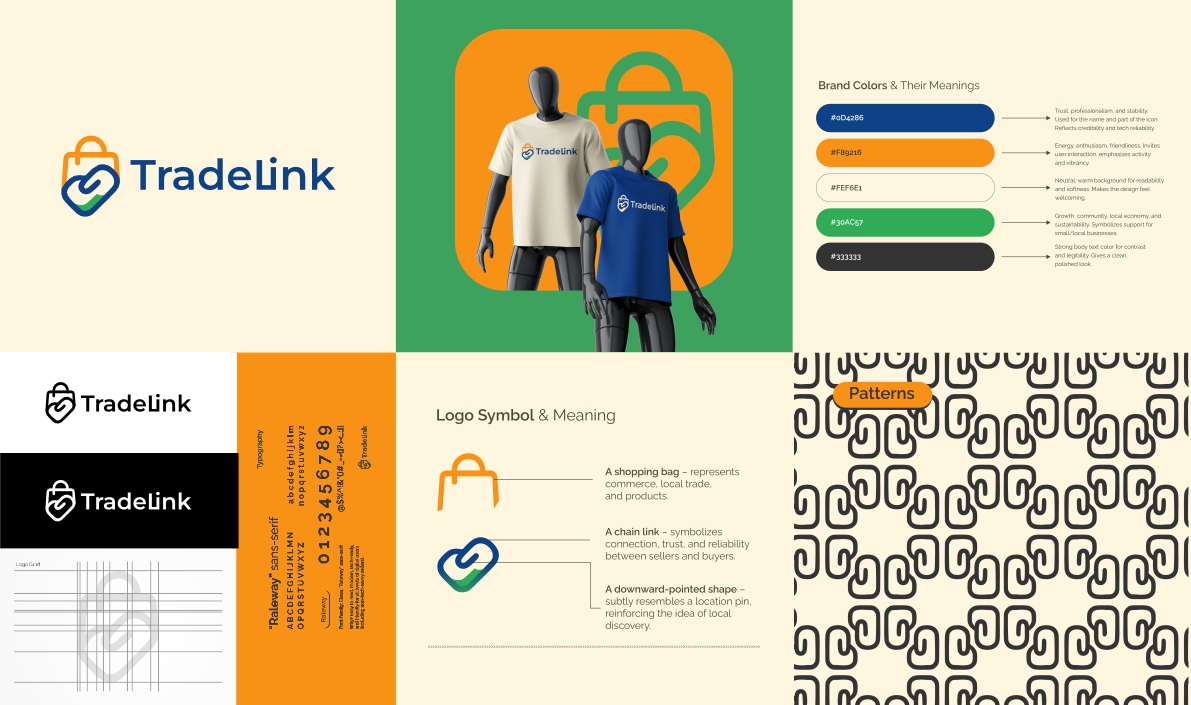 TradeLink
TradeLink
TradeLink
Brand Colors & Their Meanings
#0D4286
Trust, professionalism, and stability.
Used for the name and part of the icon.
Reflects credibility and tech reliability.
#F89216
Energy, enthusiasm, friendliness. Invites
user interaction, emphasizes activity
and vibrancy.
#FEF6E1
Neutral, warm background for readability
and softness. Makes the design feel
welcoming.
#30AC57
Growth, community, local economy, and
sustainability. Symbolizes support for
small/local businesses.
#333333
Strong body text color for contrast
and legibility. Gives a clean,
polished look.
TradeLink
TradeLink
Logo Grid
Typography
"Raleway" sans-serif
ABCDEFGHIJKLMN
OPQRSTUVWXYZ
abcdefghijklm
nopqrstuvwxyz
Raleway
0123456789
TradeLink
Logo Symbol & Meaning
A shopping bag – represents
commerce, local trade,
and products.
A chain link – symbolizes
connection, trust, and reliability
between sellers and buyers.
A downward-pointed shape –
subtly resembles a location pin,
reinforcing the idea of local
discovery.
Patterns